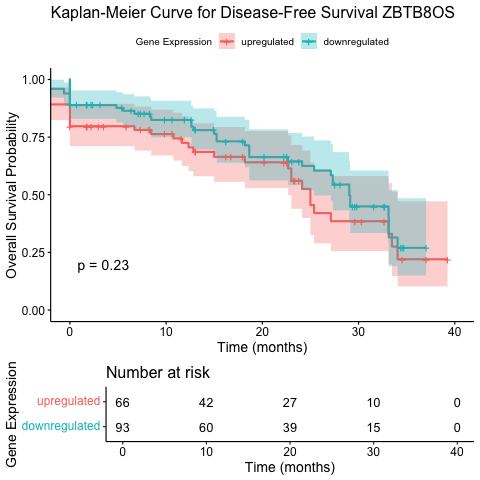 Kaplan-Meier Curve for Disease-Free Survival ZBTB8OS
Gene Expression upregulated downregulated
Overall Survival Probability
1.00
0.75
0.50
0.25
0.00
p = 0.23
0 10 20 30 40
Time (months)
Number at risk
Gene Expression
upregulated 66 42 27 10 0
downregulated 93 60 39 15 0
0 10 20 30 40
Time (months)